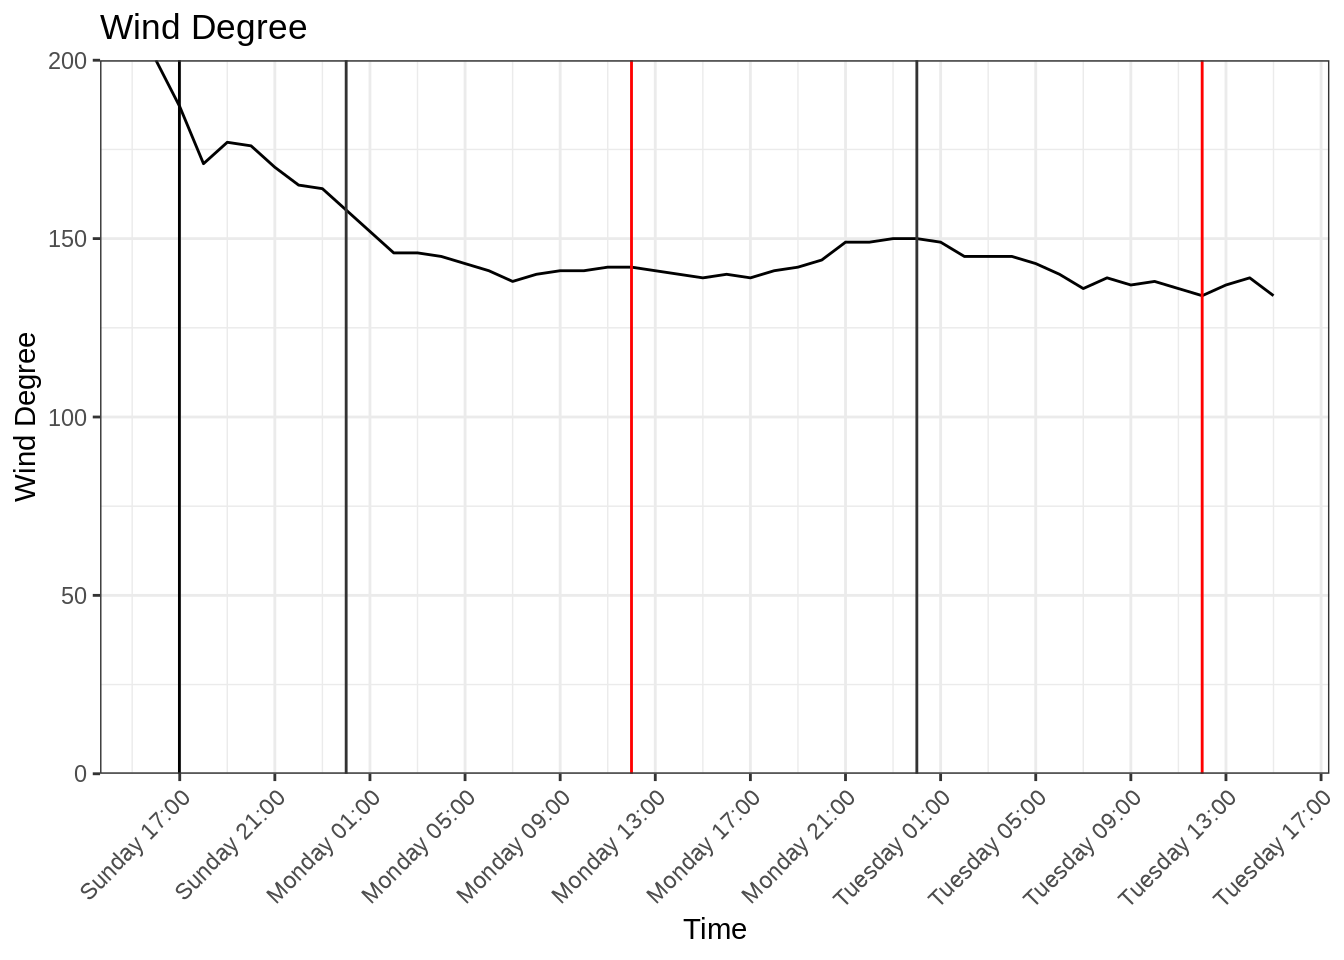 Wind Degree
200
150
100
50
0
Wind Degree
Sunday 17:00
Sunday 21:00
Monday 01:00
Monday 05:00
Monday 09:00
Monday 13:00
Monday 17:00
Monday 21:00
Tuesday 01:00
Tuesday 05:00
Tuesday 09:00
Tuesday 13:00
Tuesday 17:00
Time